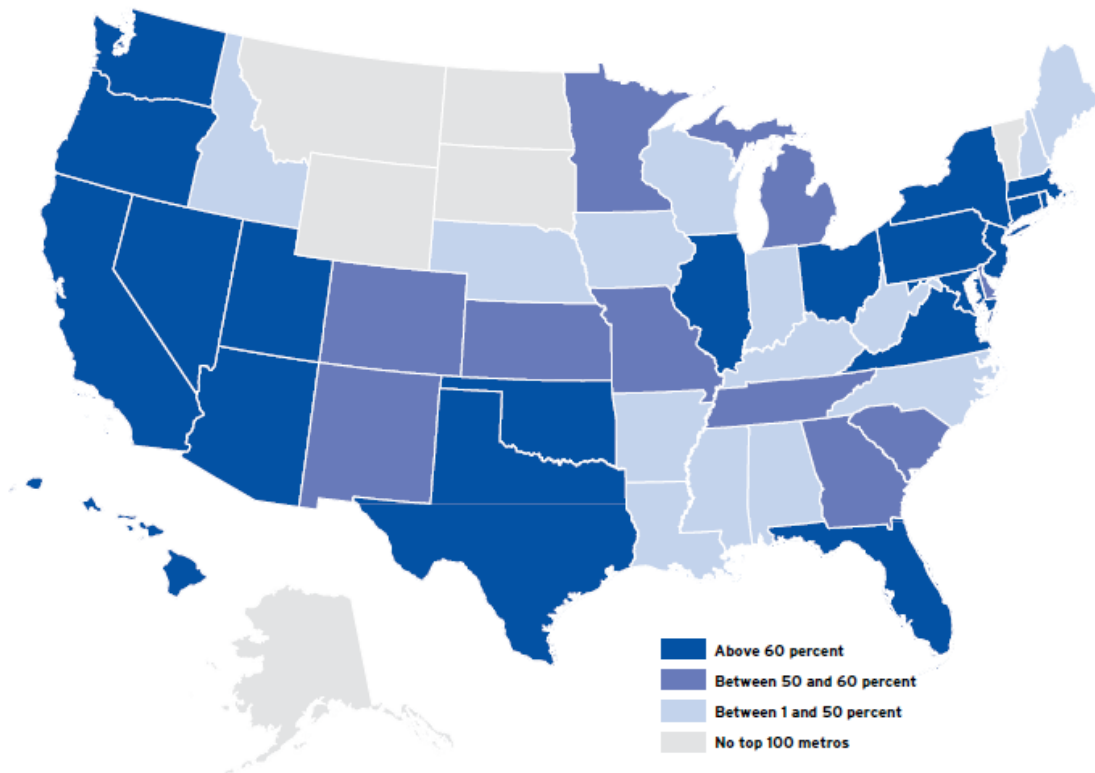 Above 60 percent
Between 50 and 60 percent
Between 1 and 50 percent
No top 100 metros